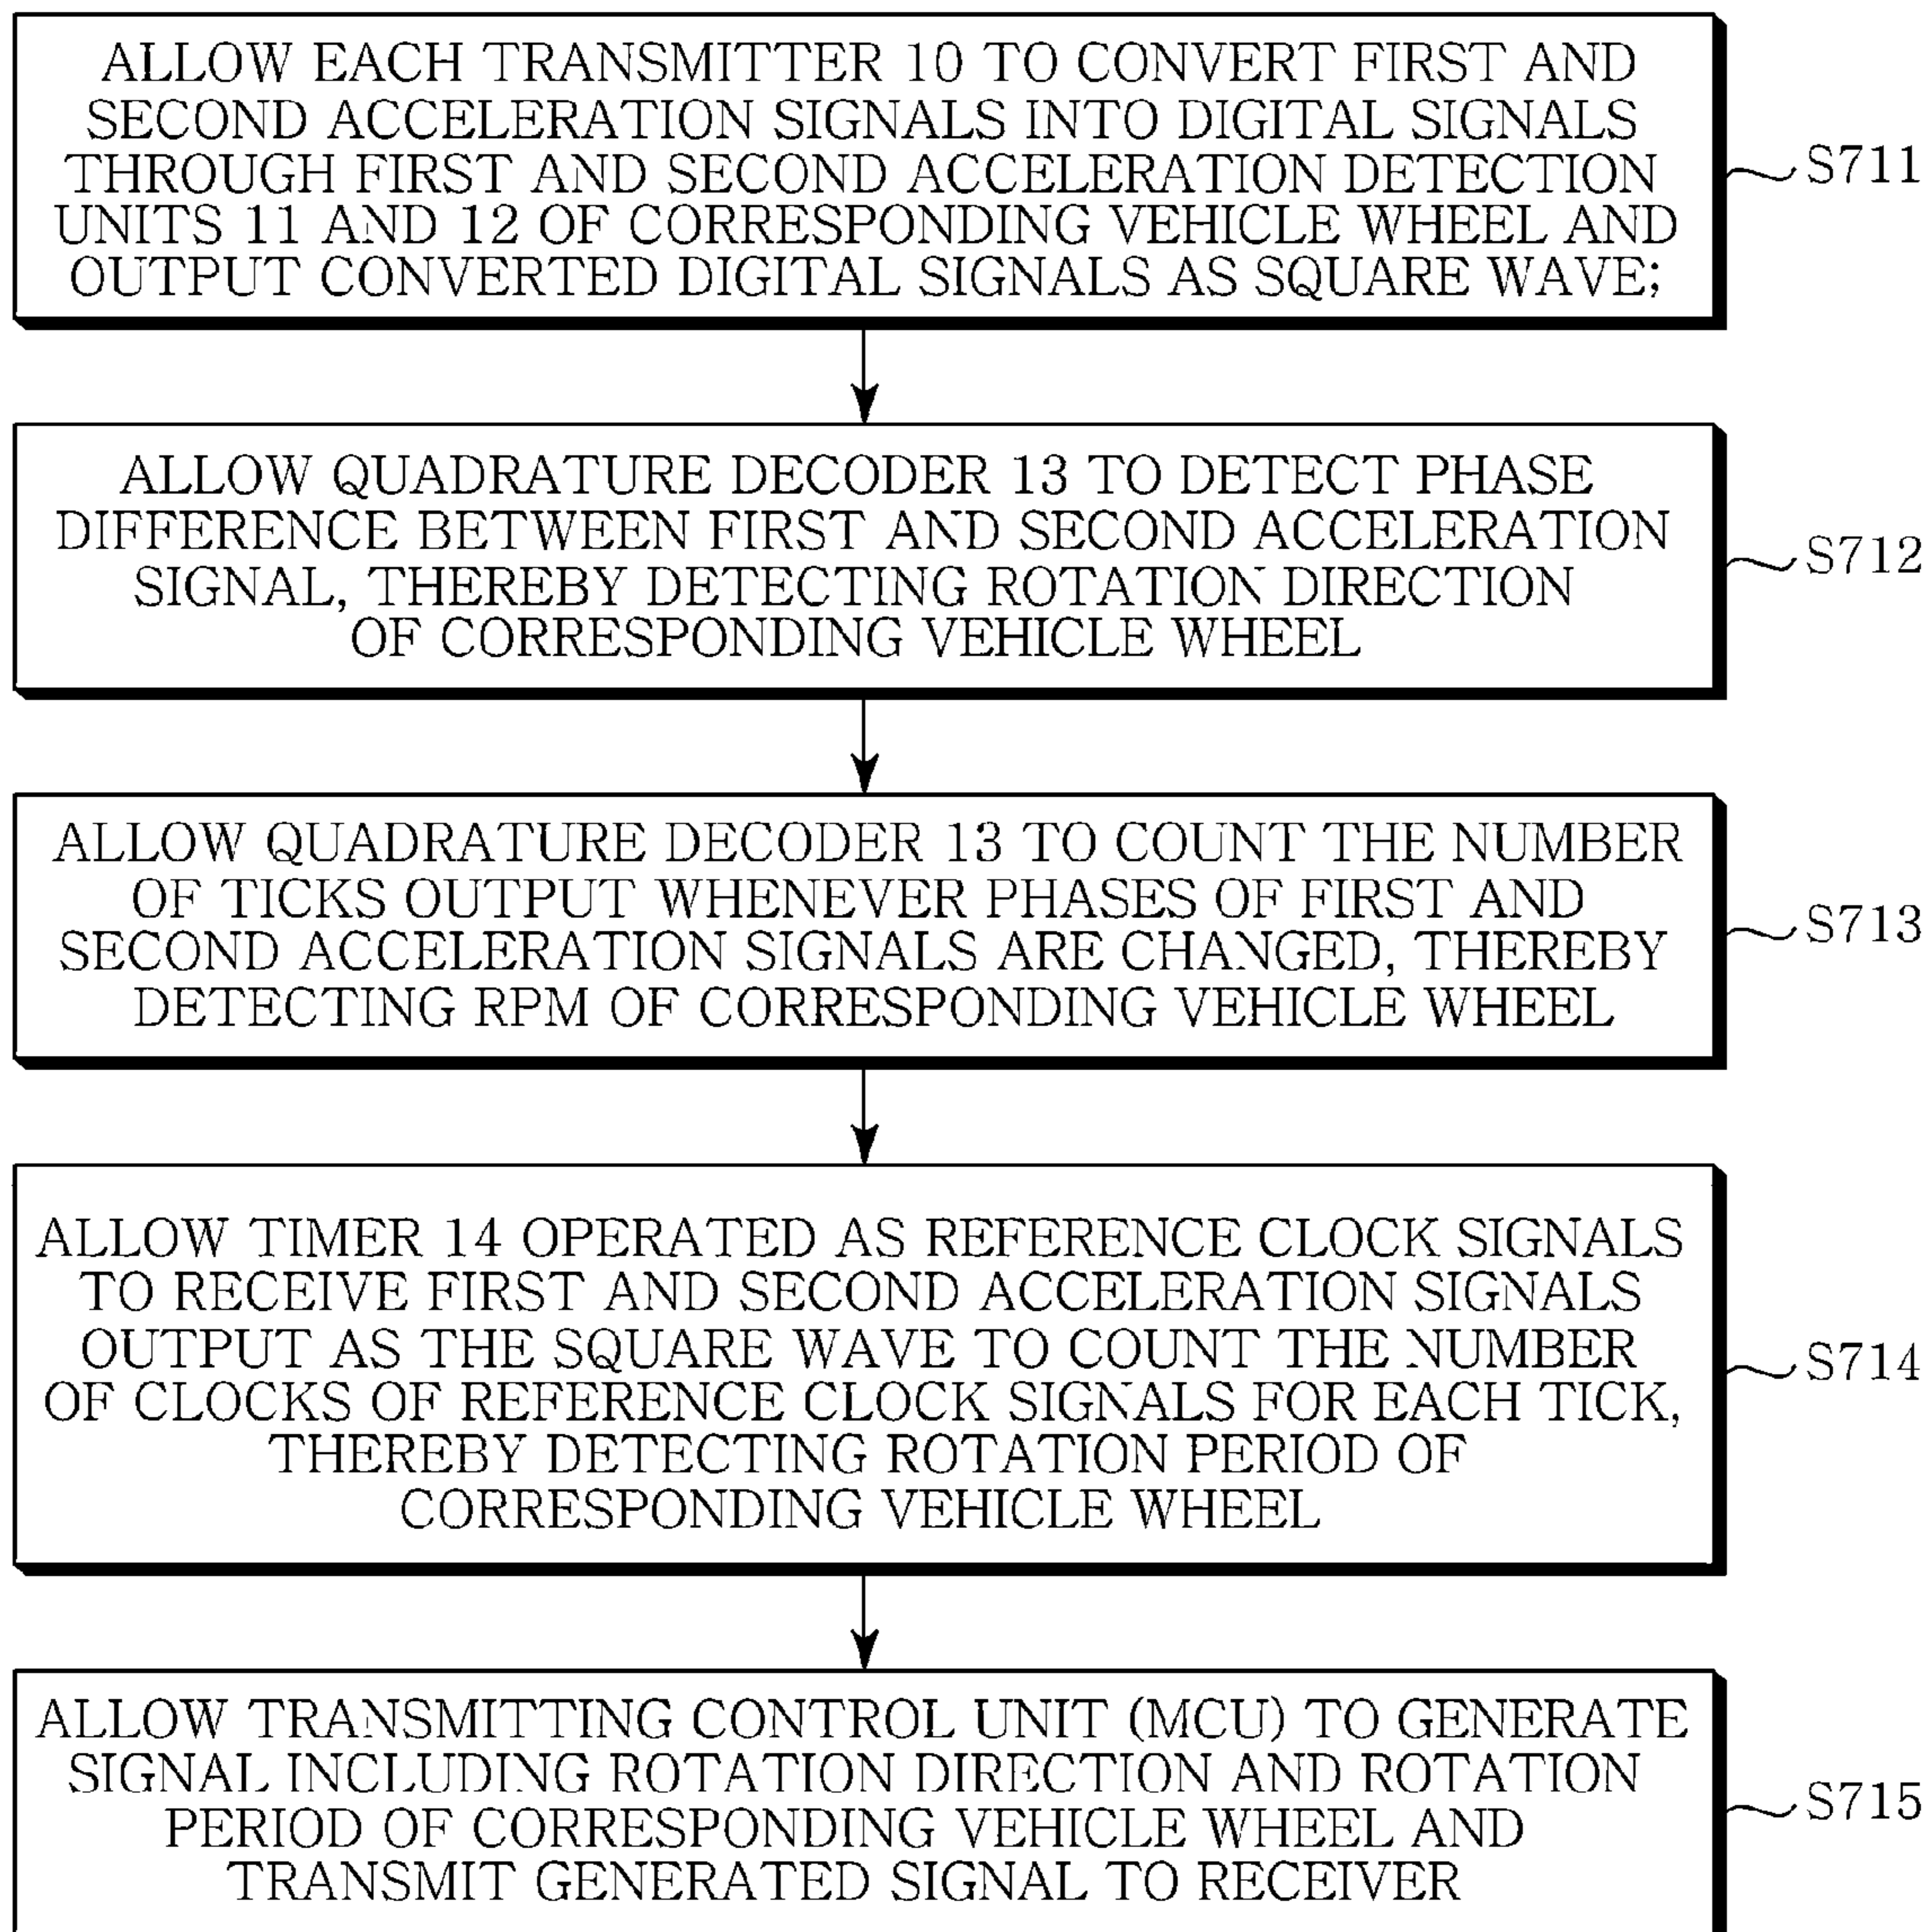 ALLOW EACH TRANSMITTER 10 TO CONVERT FIRST AND
SECOND ACCELERATION SIGNALS INTO DIGITAL SIGNALS
THROUGH FIRST AND SECOND ACCELERATION DETECTION
UNITS 11 AND 12 OF CORRESPONDING VEHICLE WHEEL AND
OUTPUT CONVERTED DIGITAL SIGNALS AS SQUARE WAVE;
S711
ALLOW QUADRATURE DECODER 13 TO DETECT PHASE
DIFFERENCE BETWEEN FIRST AND SECOND ACCELERATION
SIGNAL, THEREBY DETECTING ROTATION DIRECTION
OF CORRESPONDING VEHICLE WHEEL
S712
ALLOW QUADRATURE DECODER 13 TO COUNT THE NUMBER
OF TICKS OUTPUT WHENEVER PHASES OF FIRST AND
SECOND ACCELERATION SIGNALS ARE CHANGED, THEREBY
DETECTING RPM OF CORRESPONDING VEHICLE WHEEL
S713
ALLOW TIMER 14 OPERATED AS REFERENCE CLOCK SIGNALS
TO RECEIVE FIRST AND SECOND ACCELERATION SIGNALS
OUTPUT AS THE SQUARE WAVE TO COUNT THE NUMBER
OF CLOCKS OF REFERENCE CLOCK SIGNALS FOR EACH TICK,
THEREBY DETECTING ROTATION PERIOD OF
CORRESPONDING VEHICLE WHEEL
S714
ALLOW TRANSMITTING CONTROL UNIT (MCU) TO GENERATE
SIGNAL INCLUDING ROTATION DIRECTION AND ROTATION
PERIOD OF CORRESPONDING VEHICLE WHEEL AND
TRANSMIT GENERATED SIGNAL TO RECEIVER
S715